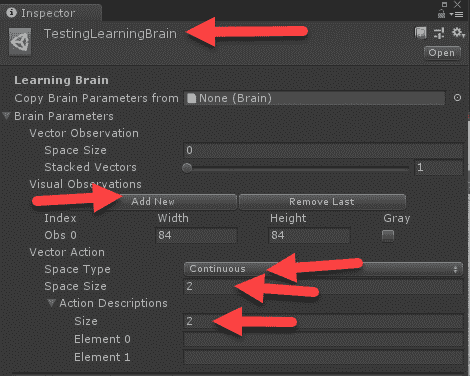 Inspector
TestingLearningBrain
Open
Learning Brain
Copy Brain Parameters from None (Brain)
Brain Parameters
Vector Observation
Space Size 0
Stacked Vectors 1
Visual Observations
Add New Remove Last
Index Width Height Gray
Obs 0 84 84
Vector Action
Space Type Continuous
Space Size 2
Action Descriptions
Size 2
Element 0
Element 1